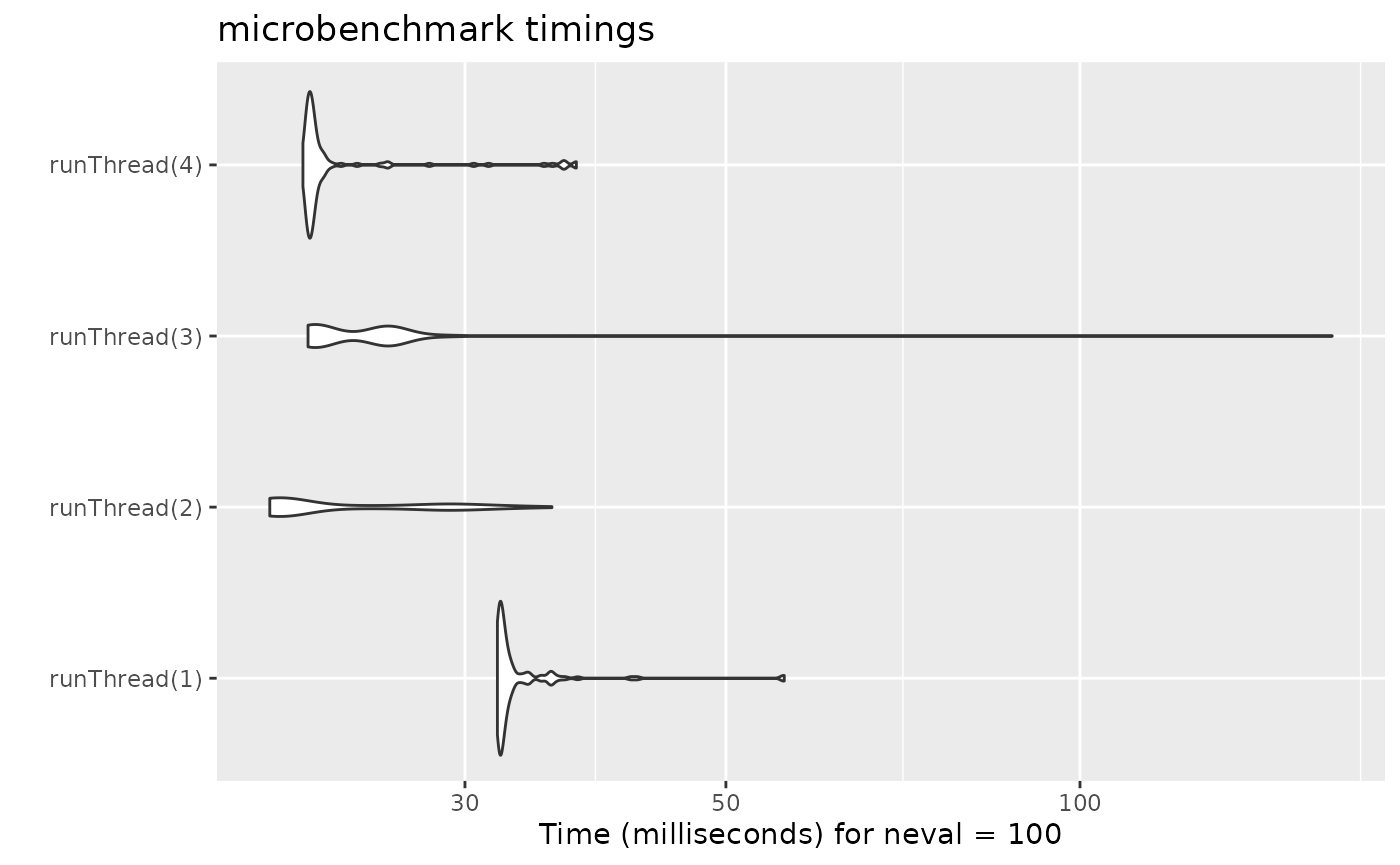 microbenchmark timings
runThread(4)
runThread(3)
runThread(2)
runThread(1)
30 50 100
Time (milliseconds) for neval = 100